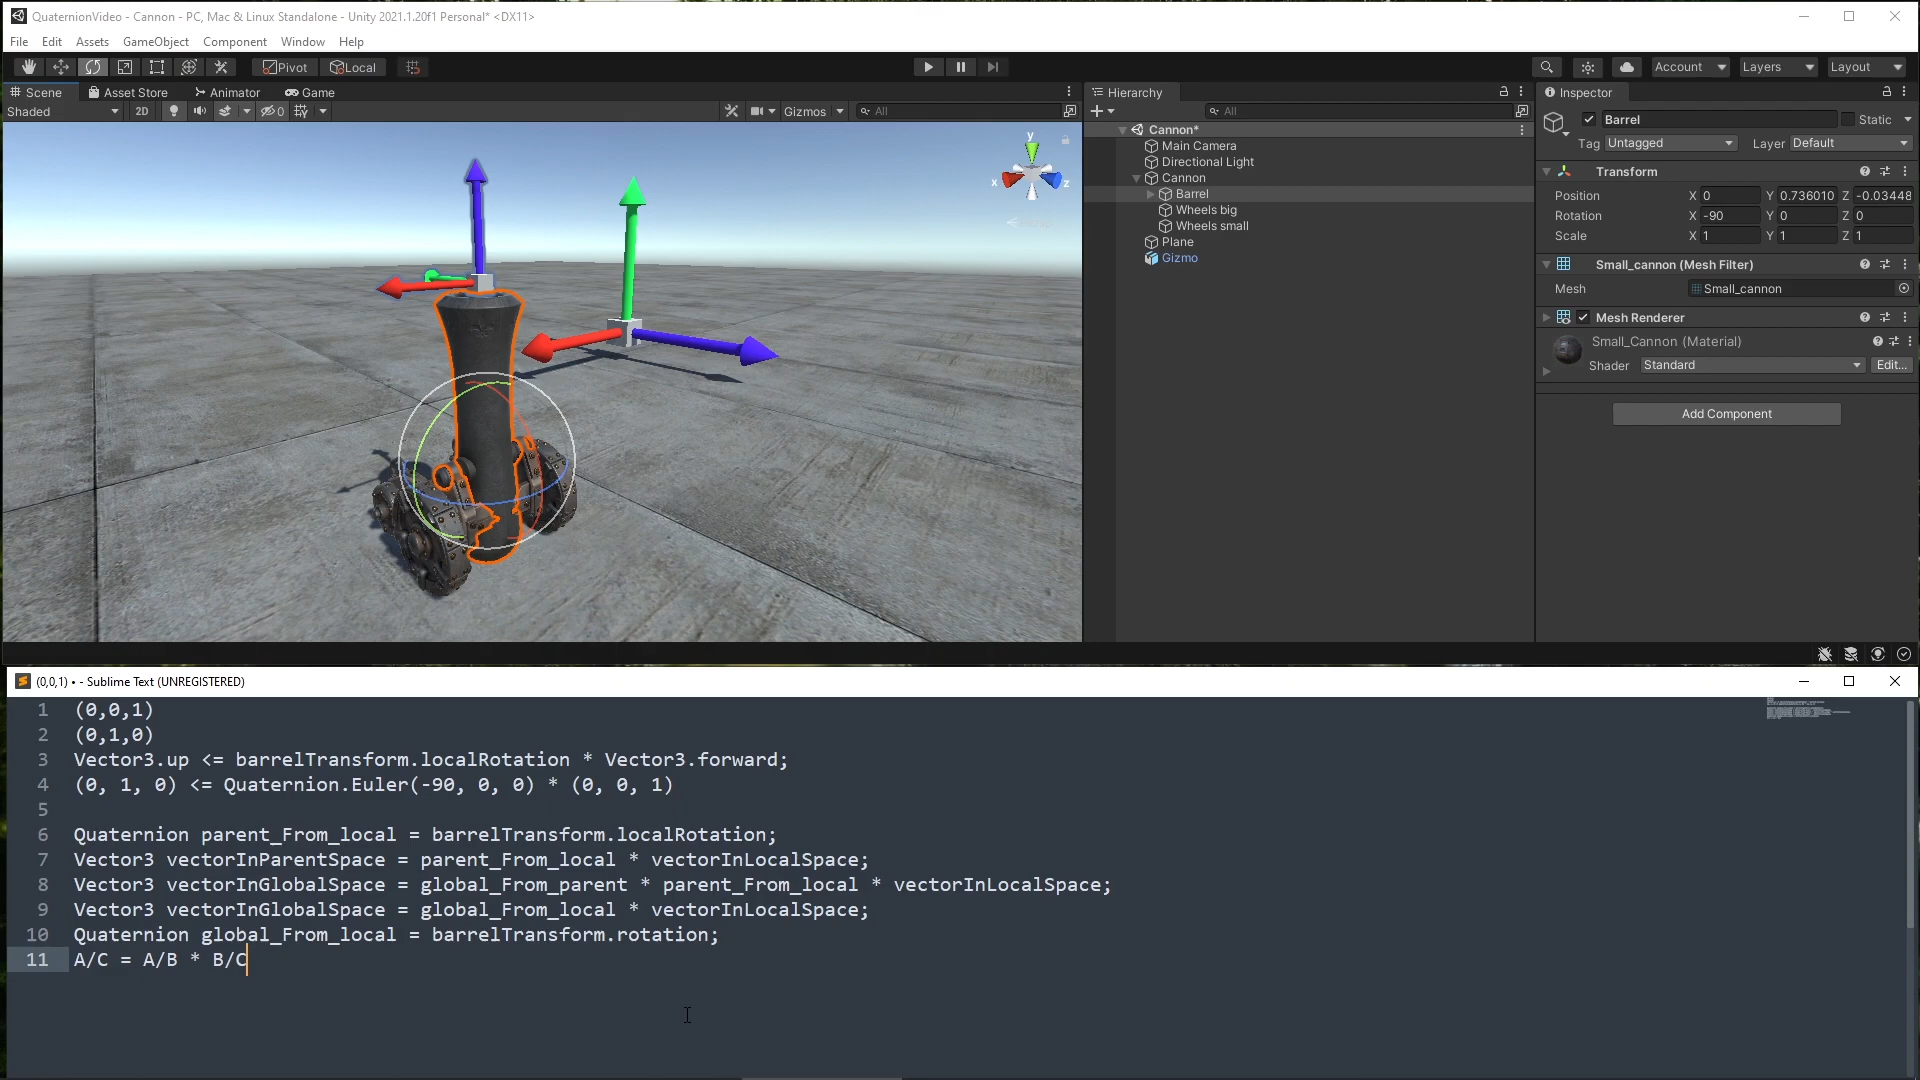 QuaternionVideo - Cannon - PC, Mac & Linux Standalone - Unity 2021.1.20f1 Personal* <DX11>
File Edit Assets GameObject Component Window Help
Pivot Local Account Layers Layout
Scene Asset Store Animator Game
Shaded 2D 0 Gizmos All
y
x
z
Hierarchy
All
Cannon*
Main Camera
Directional Light
Cannon
Barrel
Wheels big
Wheels small
Plane
Gizmo
Inspector
Barrel Static
Tag Untagged Layer Default
Transform
Position X 0 Y 0.736010 Z -0.03448
Rotation X -90 Y 0 Z 0
Scale X 1 Y 1 Z 1
Small_cannon (Mesh Filter)
Mesh Small_cannon
Mesh Renderer
Small_Cannon (Material)
Shader Standard Edit...
Add Component
(0,0,1) • - Sublime Text (UNREGISTERED)
1 (0,0,1)
2 (0,1,0)
3 Vector3.up <= barrelTransform.localRotation * Vector3.forward;
4 (0, 1, 0) <= Quaternion.Euler(-90, 0, 0) * (0, 0, 1)
5
6 Quaternion parent_From_local = barrelTransform.localRotation;
7 Vector3 vectorInParentSpace = parent_From_local * vectorInLocalSpace;
8 Vector3 vectorInGlobalSpace = global_From_parent * parent_From_local * vectorInLocalSpace;
9 Vector3 vectorInGlobalSpace = global_From_local * vectorInLocalSpace;
10 Quaternion global_From_local = barrelTransform.rotation;
11 A/C = A/B * B/C